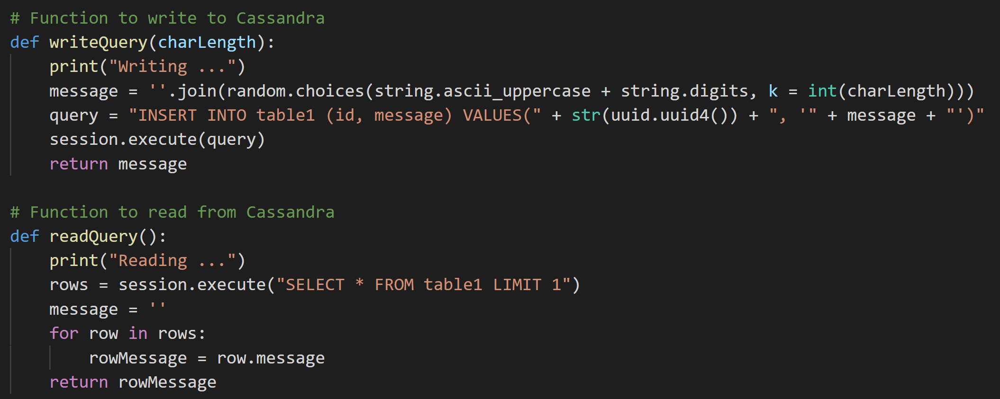 # Function to write to Cassandra
def writeQuery(charLength):
    print("Writing ...")
    message = ''.join(random.choices(string.ascii_uppercase + string.digits, k = int(charLength)))
    query = "INSERT INTO table1 (id, message) VALUES(" + str(uuid.uuid4()) + ", '" + message + "')"
    session.execute(query)
    return message

# Function to read from Cassandra
def readQuery():
    print("Reading ...")
    rows = session.execute("SELECT * FROM table1 LIMIT 1")
    message = ''
    for row in rows:
        rowMessage = row.message
    return rowMessage